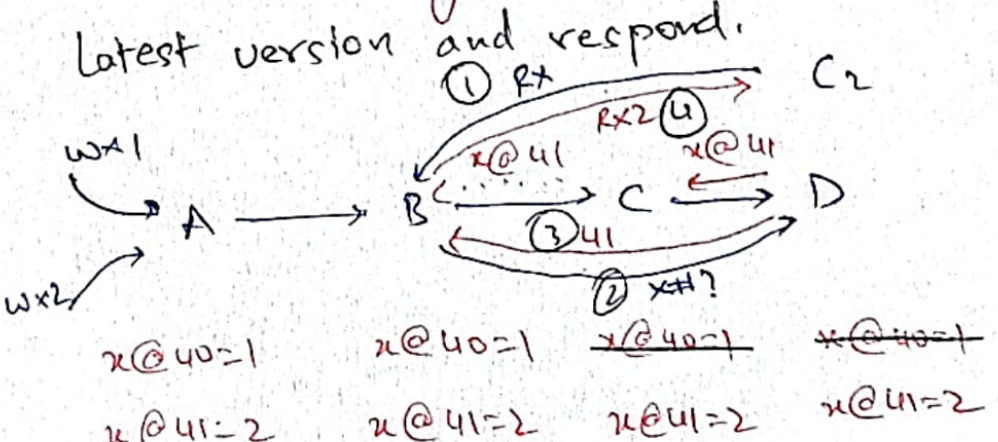 Latest version and respond.
① RX
C2
RX2 ④
WX1
x@41
x@41
A
B
C
D
③ 41
② X#?
WX2
x@40=1
x@40=1
x@40=1
x@40=1
x@41=2
x@41=2
x@41=2
x@41=2